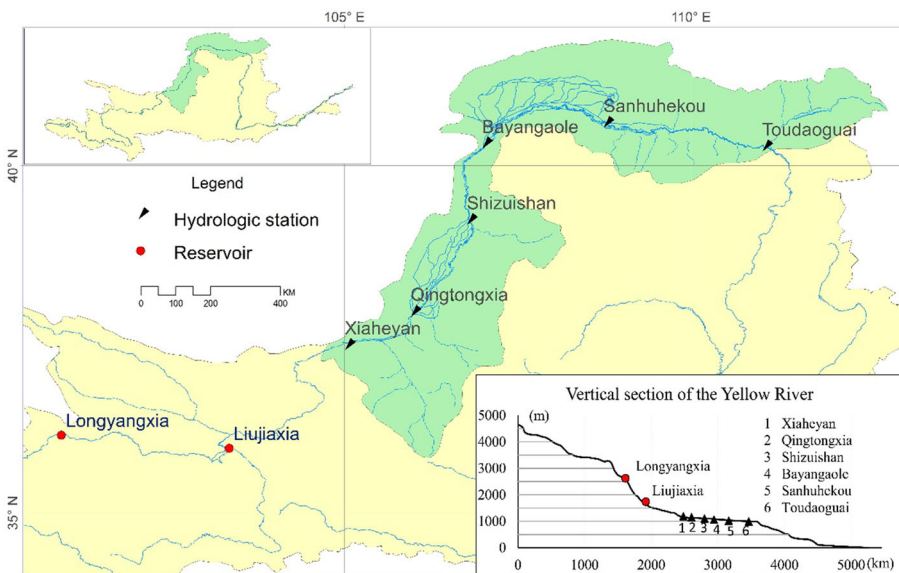 105° E
110° E
40° N
35° N
Legend
Hydrologic station
Reservoir
0
200
400
KM
Sanhuhekou
Bayangaole
Toudaoguai
Shizuishan
Qingtongxia
Xiaheyan
Longyangxia
Liujiaxia
Vertical section of the Yellow River
5000
(m)
4000
3000
2000
1000
0
Longyangxia
Liujiaxia
1 Xiaheyan
2 Qingtongxia
3 Shizuishan
4 Bayangaole
5 Sanhuhekou
6 Toudaoguai
1 2 3 4 5 6
0 1000 2000 3000 4000 5000 (km)